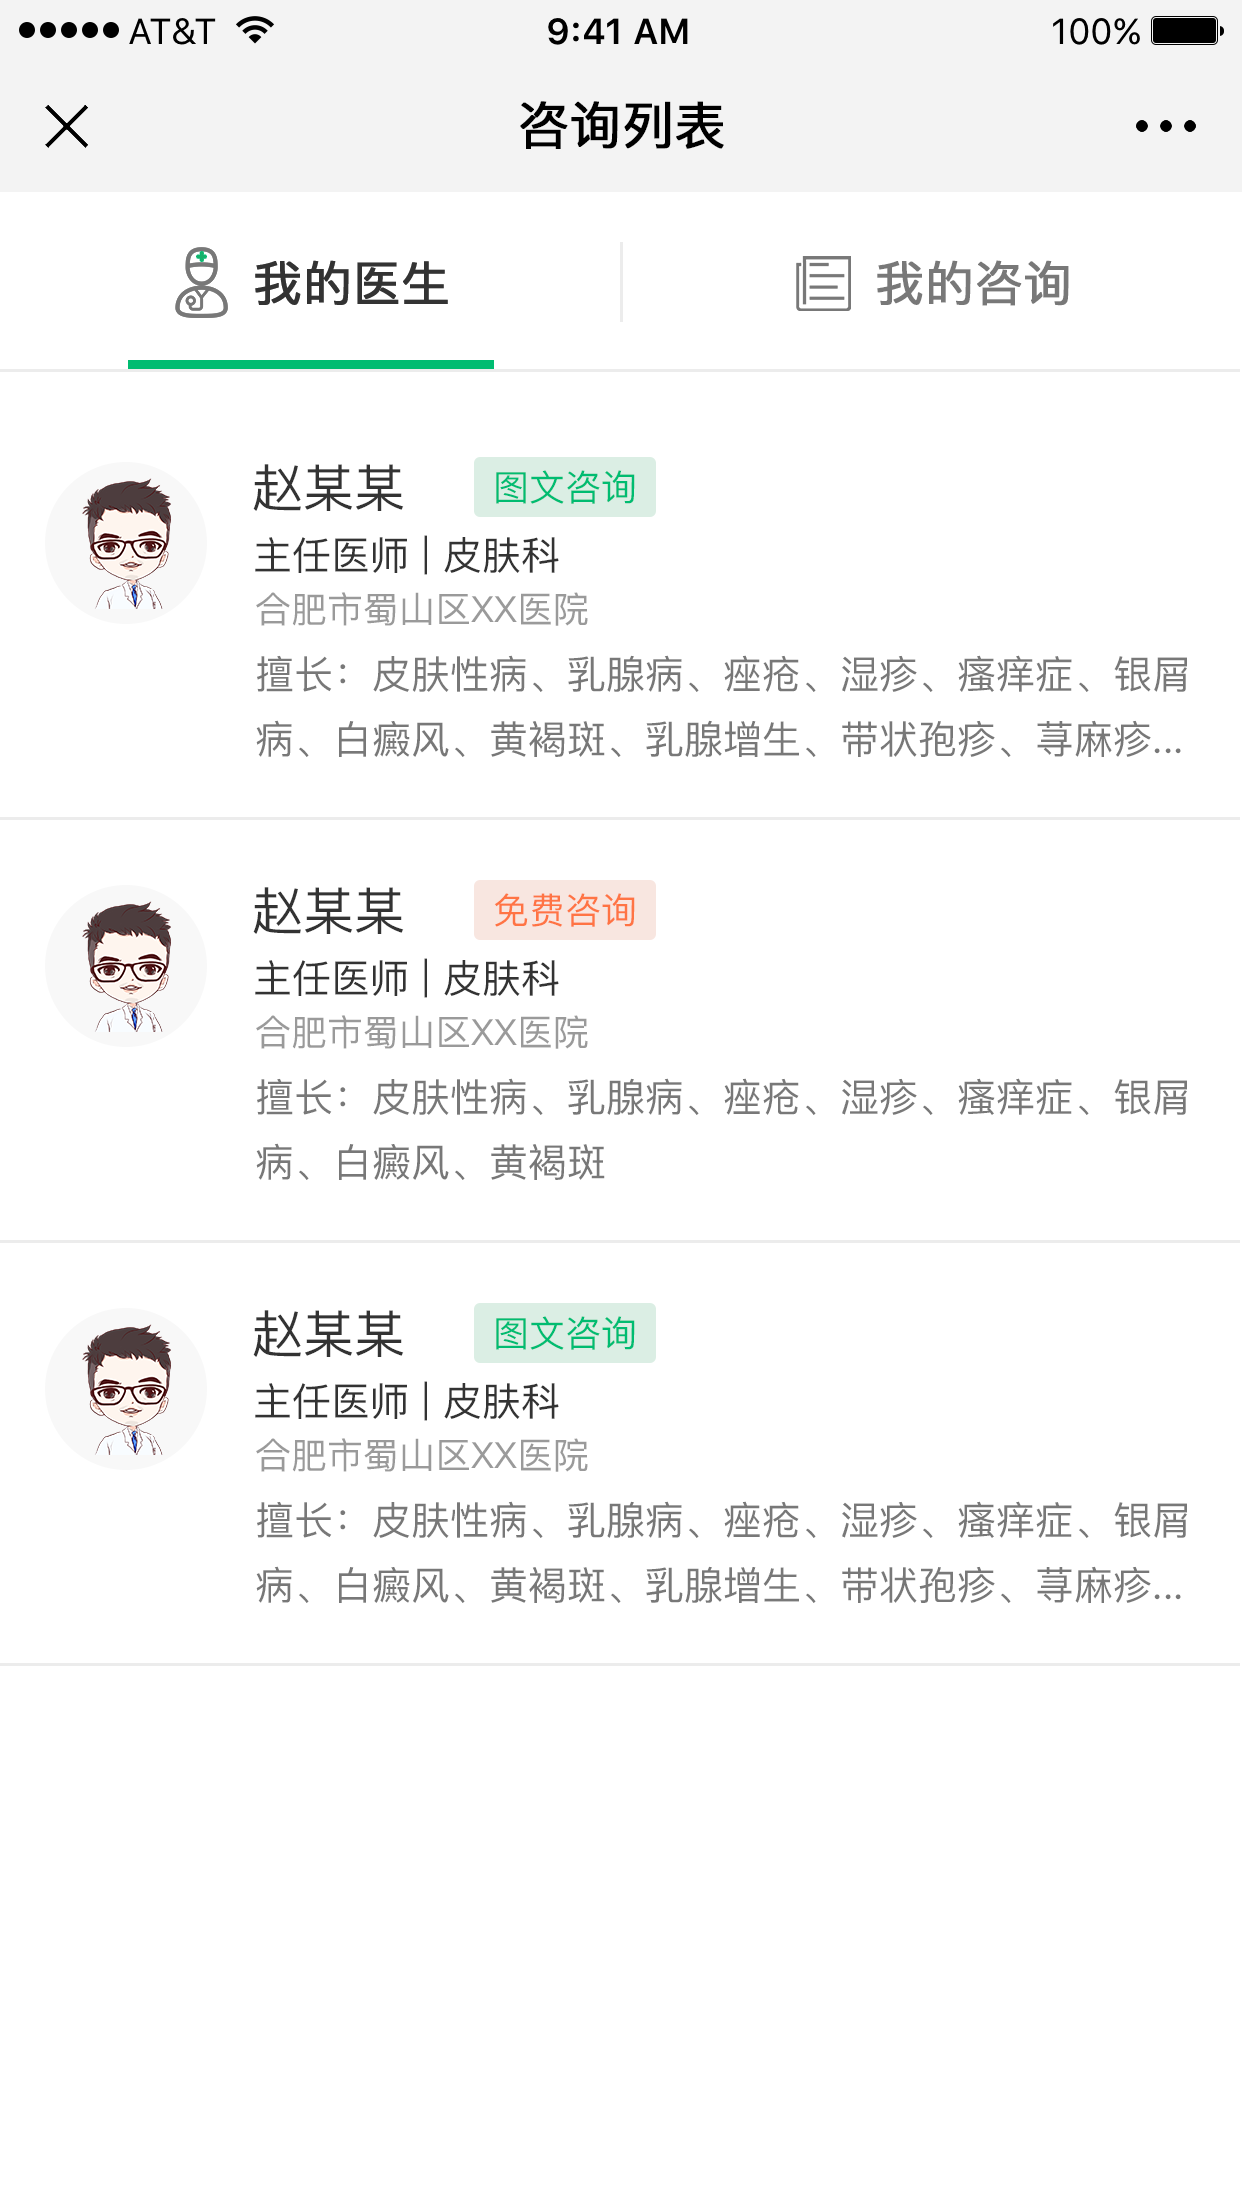 AT&T 9:41 AM 100%
咨询列表
我的医生 我的咨询
赵某某 图文咨询
主任医师 | 皮肤科
合肥市蜀山区XX医院
擅长：皮肤性病、乳腺病、痤疮、湿疹、瘙痒症、银屑
病、白癜风、黄褐斑、乳腺增生、带状孢疹、荨麻疹...
赵某某 免费咨询
主任医师 | 皮肤科
合肥市蜀山区XX医院
擅长：皮肤性病、乳腺病、痤疮、湿疹、瘙痒症、银屑
病、白癜风、黄褐斑
赵某某 图文咨询
主任医师 | 皮肤科
合肥市蜀山区XX医院
擅长：皮肤性病、乳腺病、痤疮、湿疹、瘙痒症、银屑
病、白癜风、黄褐斑、乳腺增生、带状孢疹、荨麻疹...